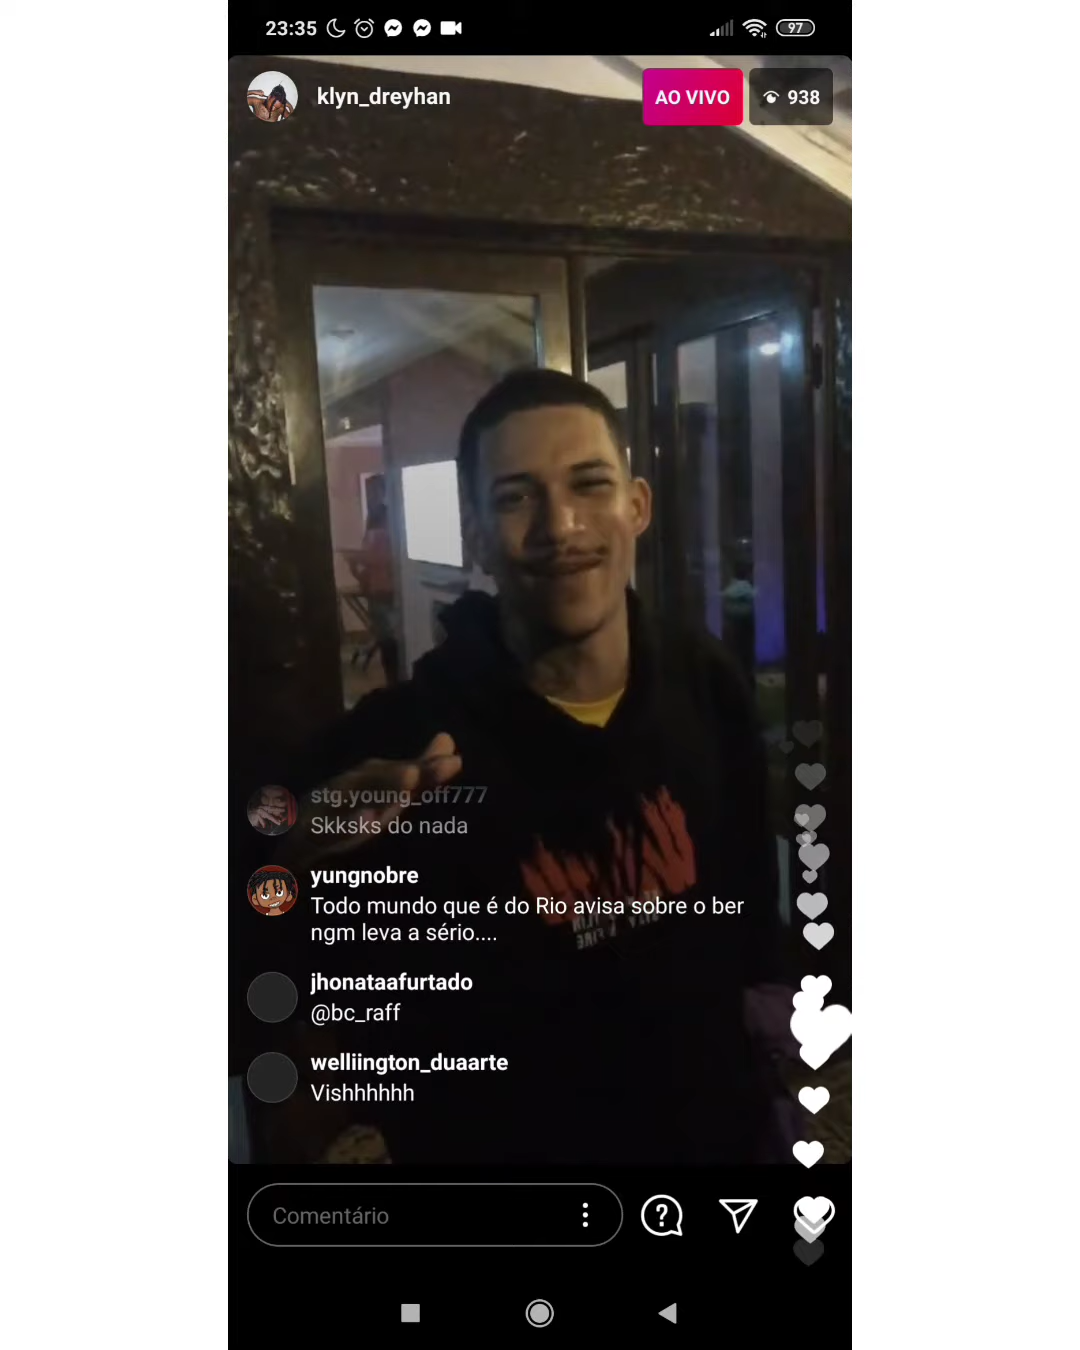 23:35
97
klyn_dreyhan
AO VIVO
938
stg.young_off777
Skksks do nada
yungnobre
Todo mundo que é do Rio avisa sobre o ber
ngm leva a sério....
jhonataafurtado
@bc_raff
welliington_duaarte
Vishhhhhh
Comentário